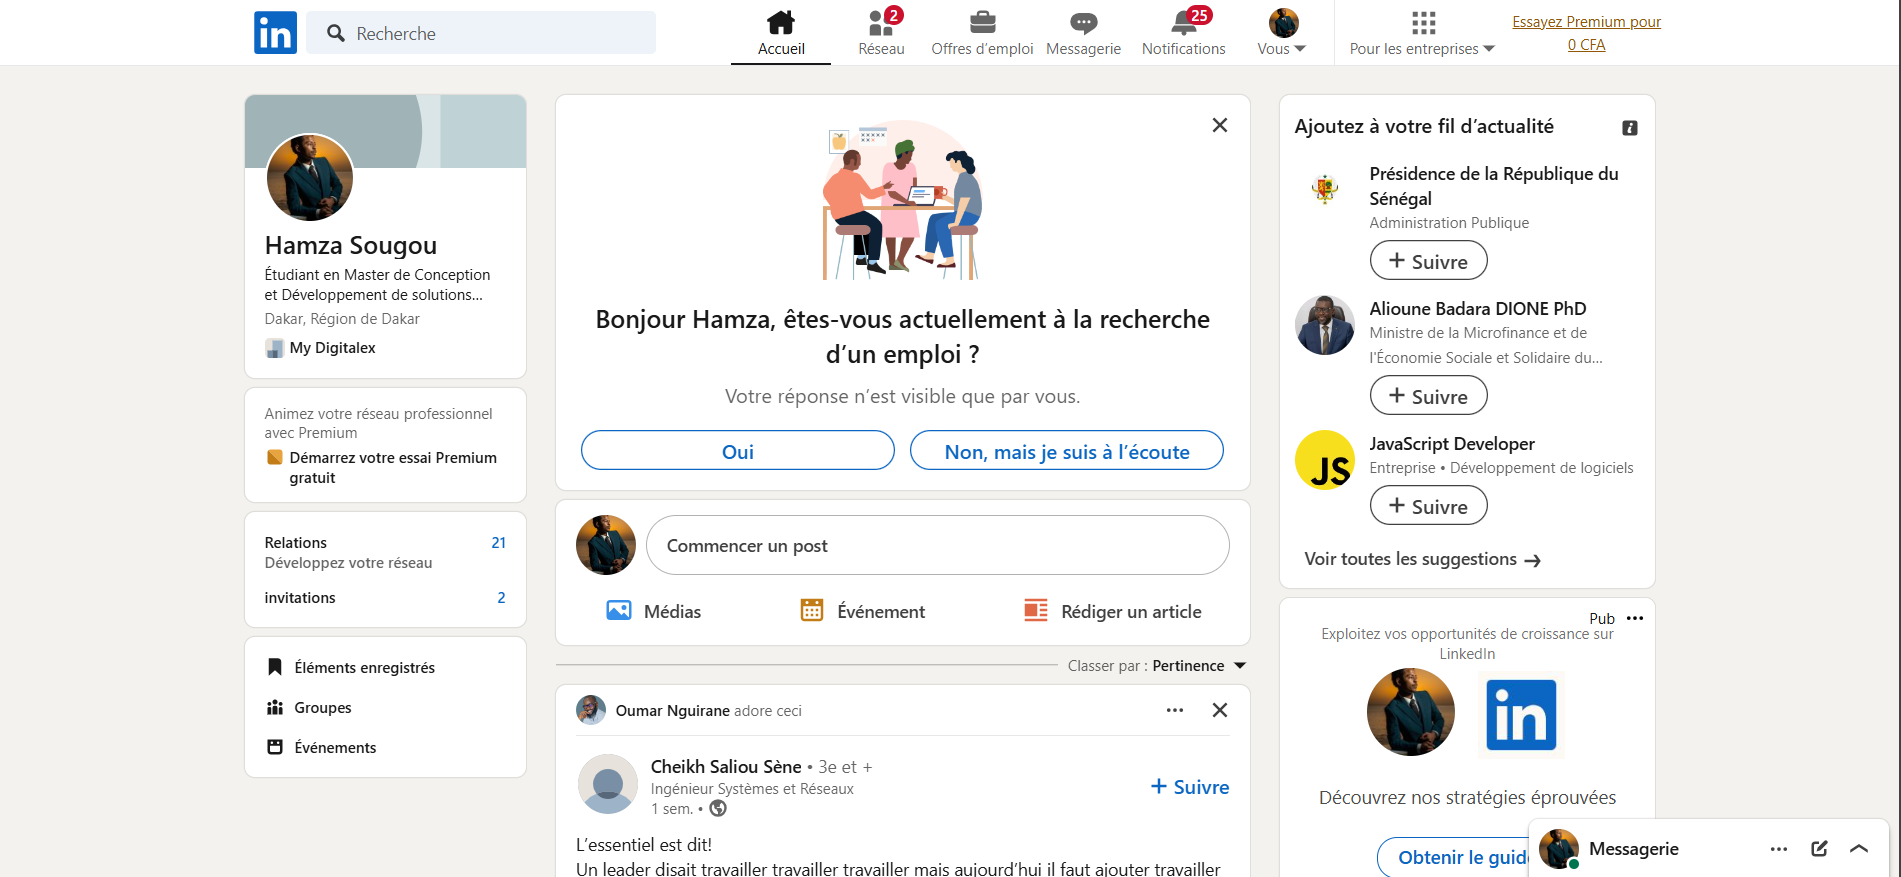 in
Recherche
Accueil
2
Réseau
Offres d'emploi
Messagerie
25
Notifications
Vous
Pour les entreprises
Essayez Premium pour
0 CFA
Hamza Sougou
Étudiant en Master de Conception
et Développement de solutions...
Dakar, Région de Dakar
My Digitalex
Animez votre réseau professionnel
avec Premium
Démarrez votre essai Premium
gratuit
Relations 21
Développez votre réseau
invitations 2
Éléments enregistrés
Groupes
Événements
Bonjour Hamza, êtes-vous actuellement à la recherche
d'un emploi ?
Votre réponse n'est visible que par vous.
Oui
Non, mais je suis à l'écoute
Commencer un post
Médias
Événement
Rédiger un article
Classer par : Pertinence
Oumar Nguirane adore ceci
Cheikh Saliou Sène • 3e et +
Ingénieur Systèmes et Réseaux
1 sem. •
+ Suivre
L'essentiel est dit!
Un leader disait travailler travailler travailler mais aujourd'hui il faut ajouter travailler
Ajoutez à votre fil d'actualité
Présidence de la République du
Sénégal
Administration Publique
+ Suivre
Alioune Badara DIONE PhD
Ministre de la Microfinance et de
l'Économie Sociale et Solidaire du...
+ Suivre
JS
JavaScript Developer
Entreprise • Développement de logiciels
+ Suivre
Voir toutes les suggestions →
Pub
Exploitez vos opportunités de croissance sur
LinkedIn
in
Découvrez nos stratégies éprouvées
Obtenir le guid
Messagerie